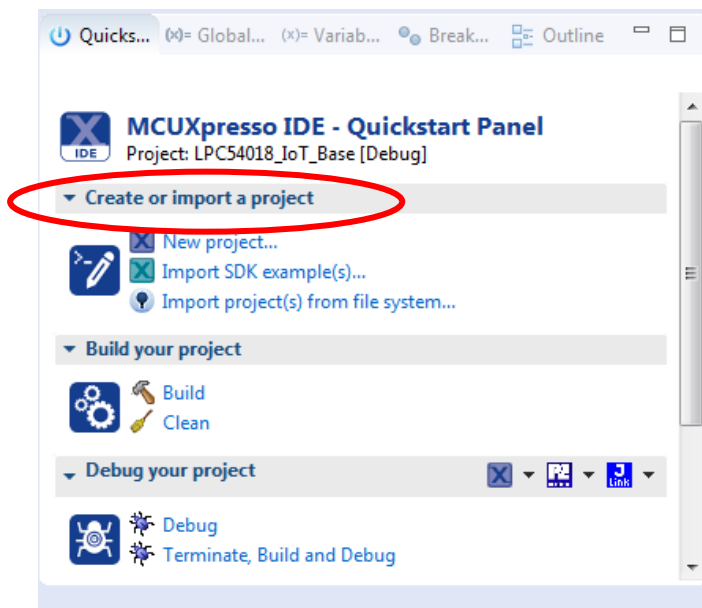 Quicks... (x)= Global... (x)= Variab... Break... Outline
MCUXpresso IDE - Quickstart Panel
IDE
Project: LPC54018_IoT_Base [Debug]
Create or import a project
New project...
Import SDK example(s)...
Import project(s) from file system...
Build your project
Build
Clean
Debug your project
Link
Debug
Terminate, Build and Debug